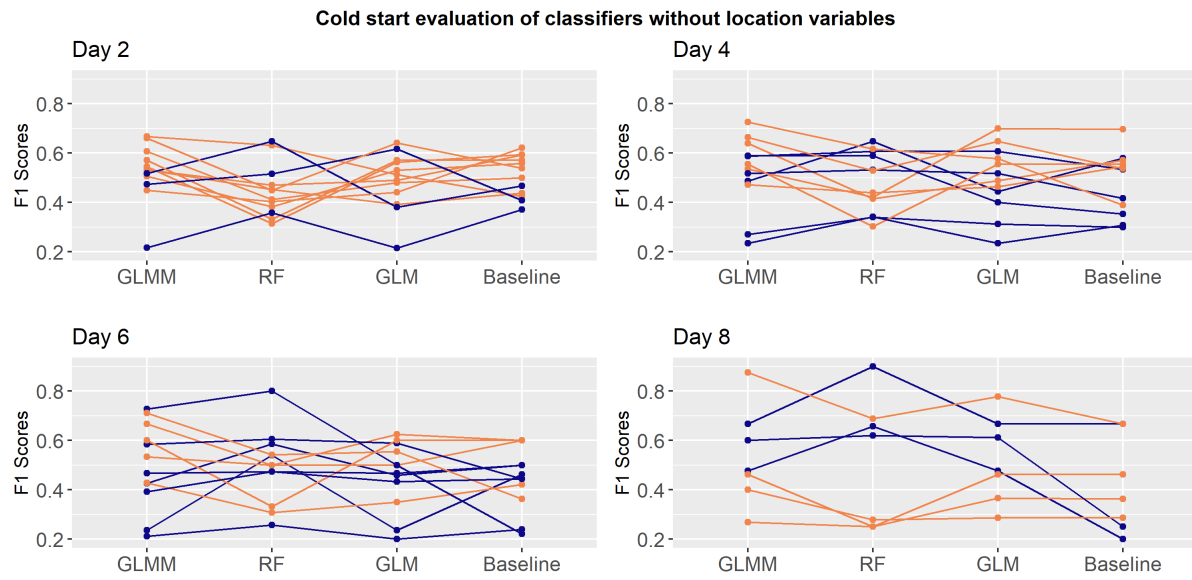 Cold start evaluation of classifiers without location variables
Day 2
F1 Scores
0.8
0.6
0.4
0.2
GLMM RF GLM Baseline
Day 4
F1 Scores
0.8
0.6
0.4
0.2
GLMM RF GLM Baseline
Day 6
F1 Scores
0.8
0.6
0.4
0.2
GLMM RF GLM Baseline
Day 8
F1 Scores
0.8
0.6
0.4
0.2
GLMM RF GLM Baseline